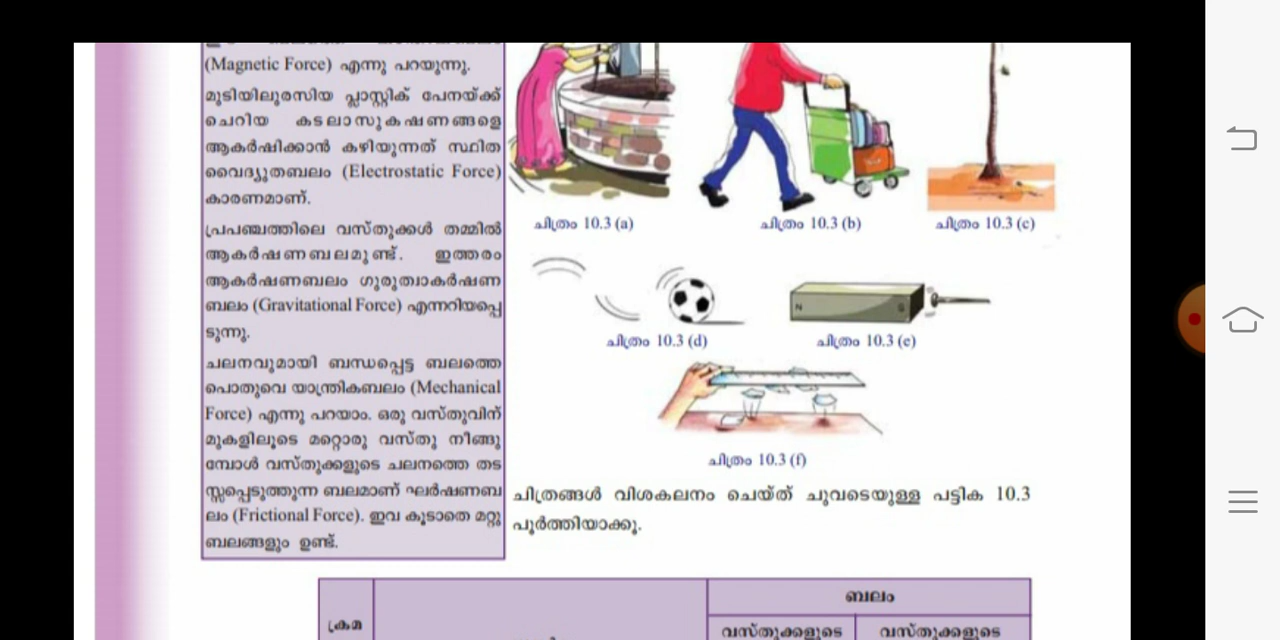 (Magnetic Force) എന്നു പറയുന്നു.
മുടിയിലുരസിയ പ്ലാസ്റ്റിക് പേനയ്ക്ക്
ചെറിയ കടലാസുകഷണങ്ങളെ
ആകർഷിക്കാൻ കഴിയുന്നത് സ്ഥിത
വൈദ്യുതബലം (Electrostatic Force)
കാരണമാണ്.
പ്രപഞ്ചത്തിലെ വസ്തുക്കൾ തമ്മിൽ
ആകർഷണബലമുണ്ട്. ഇത്തരം
ആകർഷണബലം ഗുരുത്വാകർഷണ
ബലം (Gravitational Force) എന്നറിയപ്പെ
ടുന്നു.
ചലനവുമായി ബന്ധപ്പെട്ട ബലത്തെ
പൊതുവെ യാന്ത്രികബലം (Mechanical
Force) എന്നു പറയാം. ഒരു വസ്തുവിന്
മുകളിലൂടെ മറ്റൊരു വസ്തു നീങ്ങു
മ്പോൾ വസ്തുക്കളുടെ ചലനത്തെ തട
സ്സപ്പെടുത്തുന്ന ബലമാണ് ഘർഷണബ
ലം (Frictional Force). ഇവ കൂടാതെ മറ്റു
ബലങ്ങളും ഉണ്ട്.
ചിത്രം 10.3 (a)
ചിത്രം 10.3 (b)
ചിത്രം 10.3 (c)
ചിത്രം 10.3 (d)
N
S
ചിത്രം 10.3 (e)
ചിത്രം 10.3 (f)
ചിത്രങ്ങൾ വിശകലനം ചെയ്ത് ചുവടെയുള്ള പട്ടിക 10.3
പൂർത്തിയാക്കൂ.
ക്രമ
ബലം
വസ്തുക്കളുടെ
വസ്തുക്കളുടെ